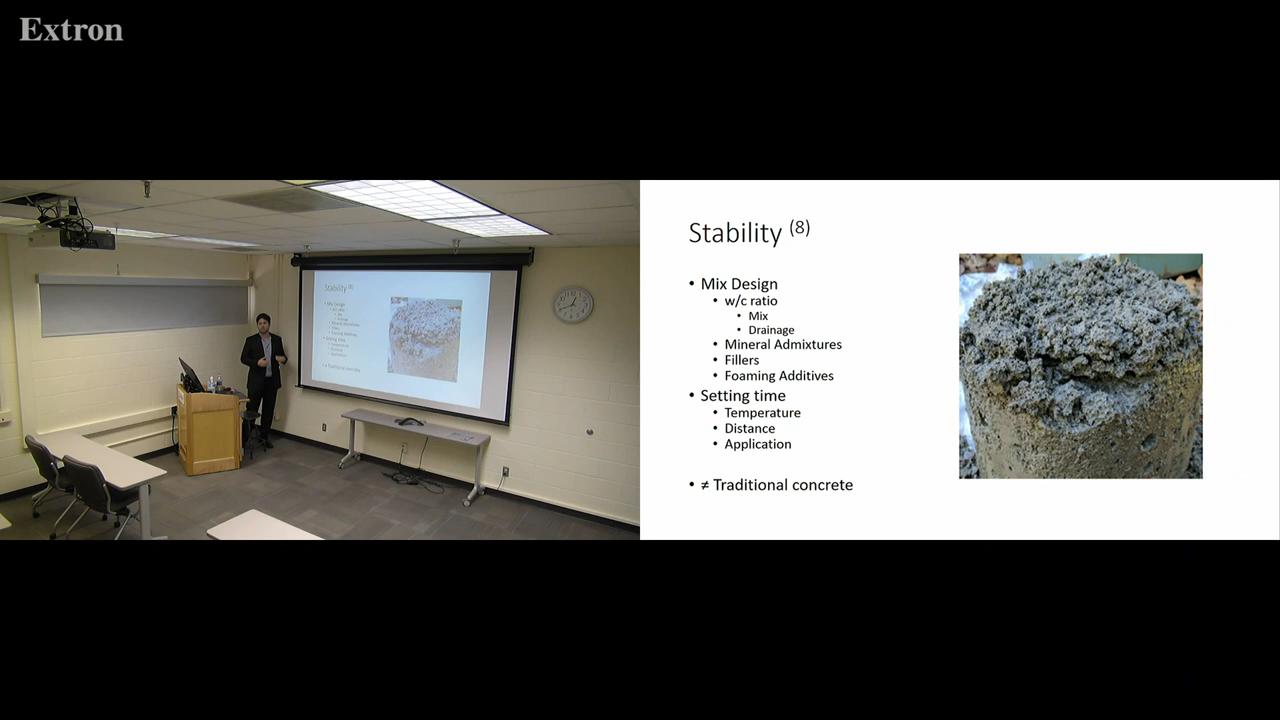 Extron
Stability (8)
• Mix Design
• w/c ratio
• Mix
• Drainage
• Mineral Admixtures
• Fillers
• Foaming Additives
• Setting time
• Temperature
• Distance
• Application
• ≠ Traditional concrete